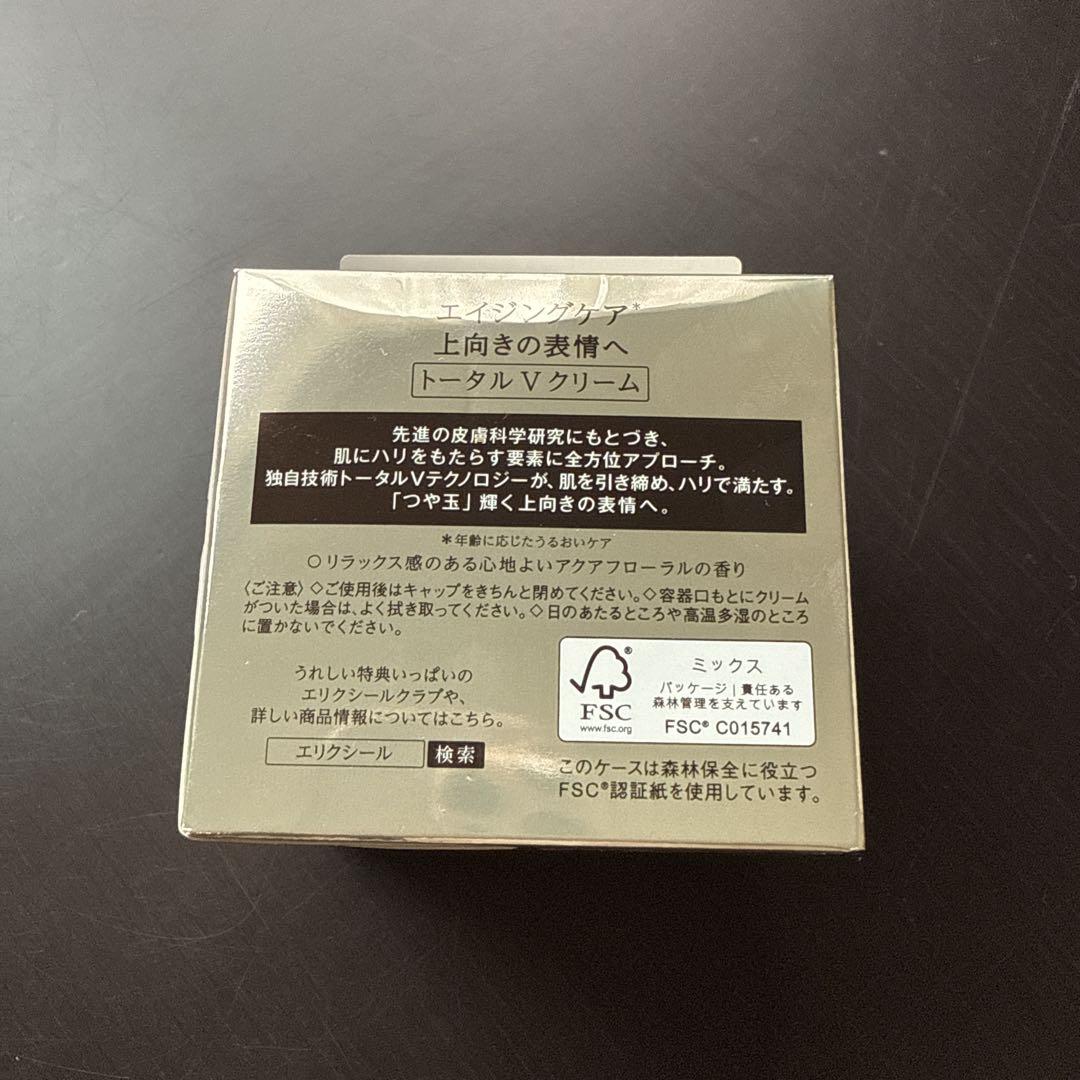 エイジングケア*
上向きの表情へ
トータル V クリーム
先進の皮膚科学研究にもとづき、
肌にハリをもたらす要素に全方位アプローチ。
独自技術トータルVテクノロジーが、肌を引き締め、ハリで満たす。
「つや玉」輝く上向きの表情へ。
*年齢に応じたうるおいケア
○リラックス感のある心地よいアクアフローラルの香り
〈ご注意〉◇ご使用後はキャップをきちんと閉めてください。◇容器口もとにクリーム
がついた場合は、よく拭き取ってください。◇日のあたるところや高温多湿のところ
に置かないでください。
うれしい特典いっぱいの
エリクシールクラブや、
詳しい商品情報についてはこちら。
エリクシール 検索
FSC
www.fsc.org
ミックス
パッケージ | 責任ある
森林管理を支えています
FSC® C015741
このケースは森林保全に役立つ
FSC®認証紙を使用しています。